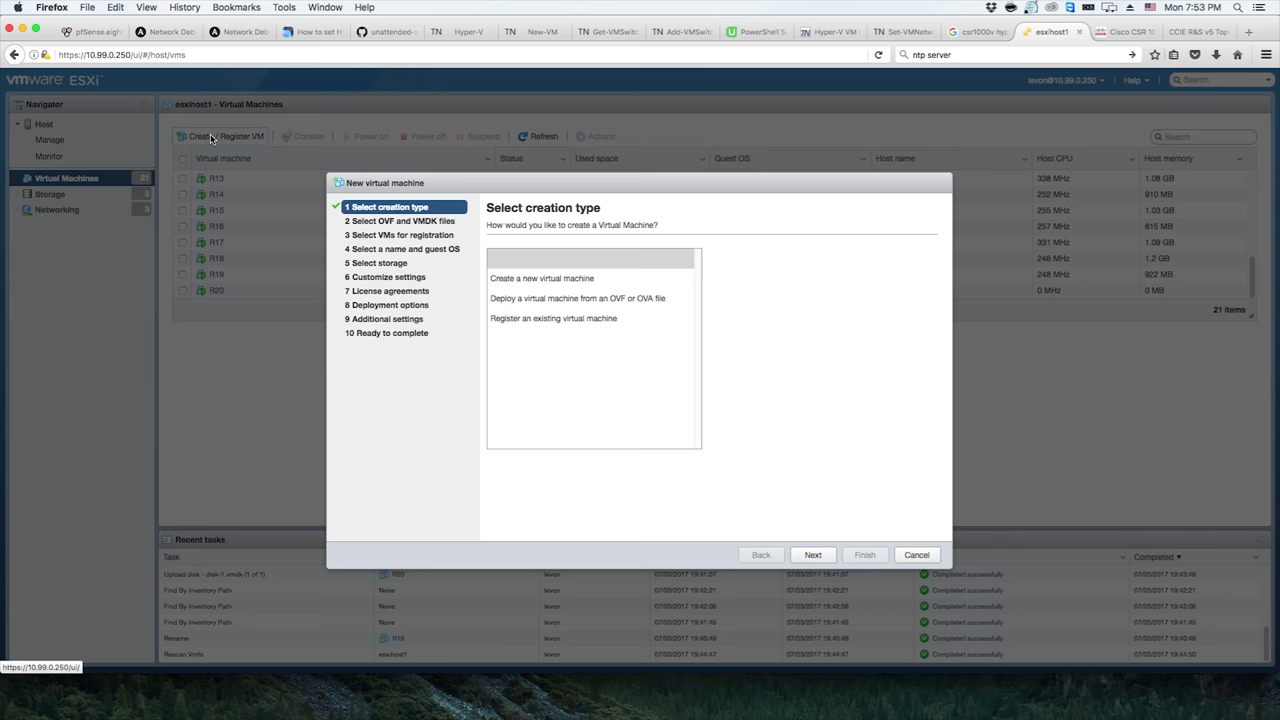 Firefox File Edit View History Bookmarks Tools Window Help Mon 7:53 PM
pfSense.eigh Network Deb Network Deb How to set H unattended- Hyper-V New-VM Get-VMSwitc Add-VMSwitc PowerShell S Hyper-V VM Set-VMNetw csr1000v hyp esxihost1 Cisco CSR 10 CCIE R&S v5 Top
https://10.99.0.250/ui/#/host/vms ntp server
vmware ESXi levon@10.99.0.250 Help Search
Navigator esxihost1 - Virtual Machines
Host
Manage
Monitor
Virtual Machines 21
Storage 2
Networking 3
Create / Register VM Console Power on Power off Suspend Refresh Actions Search
Virtual machine Status Used space Guest OS Host name Host CPU Host memory
R13 338 MHz 1.08 GB
R14 252 MHz 910 MB
R15 255 MHz 1.03 GB
R16 257 MHz 815 MB
R17 331 MHz 1.09 GB
R18 246 MHz 1.2 GB
R19 248 MHz 922 MB
R20 0 MHz 0 MB
21 items
New virtual machine
1 Select creation type
2 Select OVF and VMDK files
3 Select VMs for registration
4 Select a name and guest OS
5 Select storage
6 Customize settings
7 License agreements
8 Deployment options
9 Additional settings
10 Ready to complete
Select creation type
How would you like to create a Virtual Machine?
Create a new virtual machine
Deploy a virtual machine from an OVF or OVA file
Register an existing virtual machine
Back Next Finish Cancel
Recent tasks
Task Completed
Upload disk - disk-1.vmdk (1 of 1) R20 levon 07/03/2017 19:41:07 07/03/2017 19:41:07 Completed successfully 07/03/2017 19:43:46
Find By Inventory Path None levon 07/03/2017 19:42:21 07/03/2017 19:42:21 Completed successfully 07/03/2017 19:42:21
Find By Inventory Path None levon 07/03/2017 19:42:06 07/03/2017 19:42:06 Completed successfully 07/03/2017 19:42:06
Find By Inventory Path None levon 07/03/2017 19:41:45 07/03/2017 19:41:45 Completed successfully 07/03/2017 19:41:45
Rename R18 levon 07/03/2017 19:40:48 07/03/2017 19:40:48 Completed successfully 07/03/2017 19:40:48
Rescan Vmfs esxihost1 levon 07/03/2017 19:44:47 07/03/2017 19:44:47 Completed successfully 07/03/2017 19:44:50
https://10.99.0.250/ui/